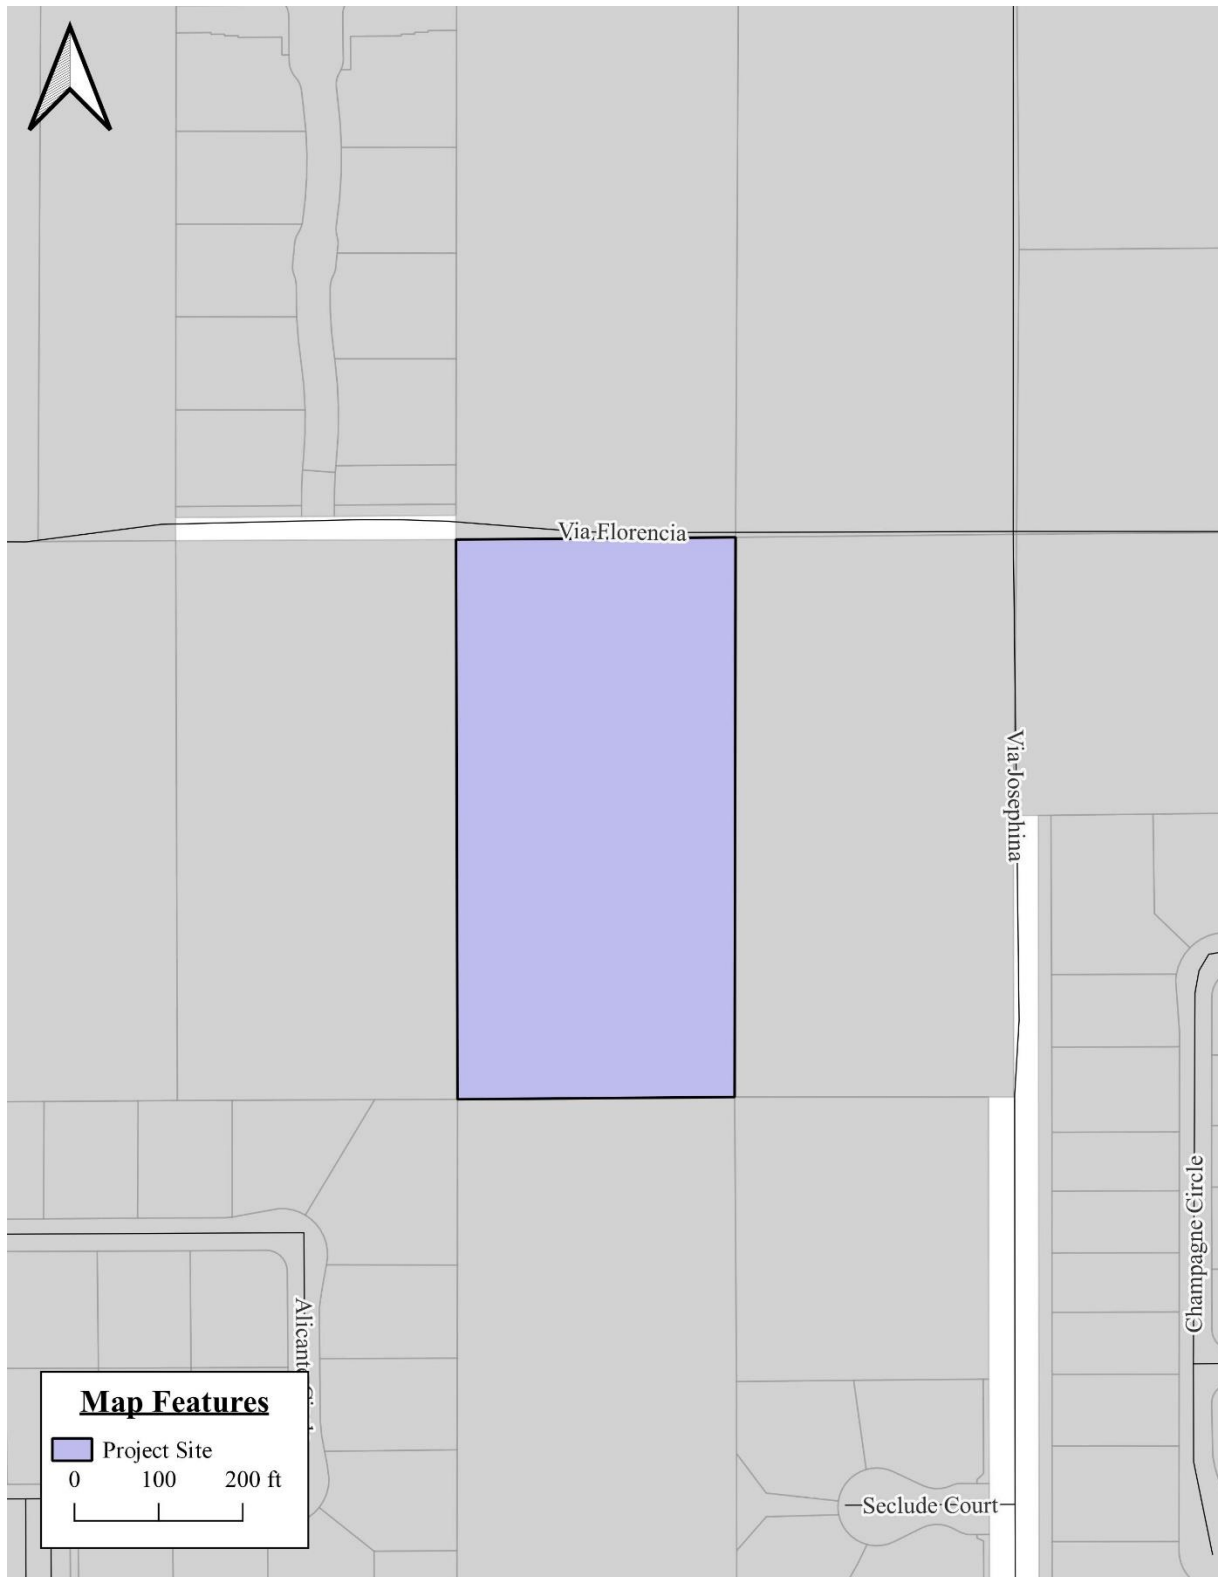 Via Florencia
Via Josephina
Champagne Circle
Map Features
Project Site
0 100 200 ft
Seclude Court